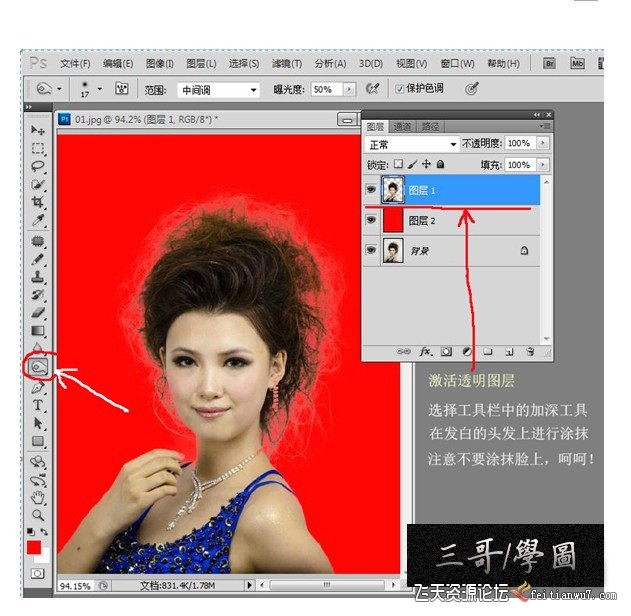 Ps 文件(F) 编辑(E) 图像(I) 图层(L) 选择(S) 滤镜(T) 分析(A) 3D(D) 视图(V) 窗口(W) 帮助(H) Br Mb
17 范围: 中间调 曝光度: 50% 保护色调
Ps 01.jpg @ 94.2% (图层 1, RGB/8*) *
图层 通道 路径
正常 不透明度: 100%
锁定: 填充: 100%
图层 1
图层 2
背景
fx.
激活透明图层
选择工具栏中的加深工具
在发白的头发上进行涂抹
注意不要涂抹脸上，呵呵！
T
三哥/學圖
94.15% 文档:831.4K/1.78M
飞天资源论坛 feitianwu7.com